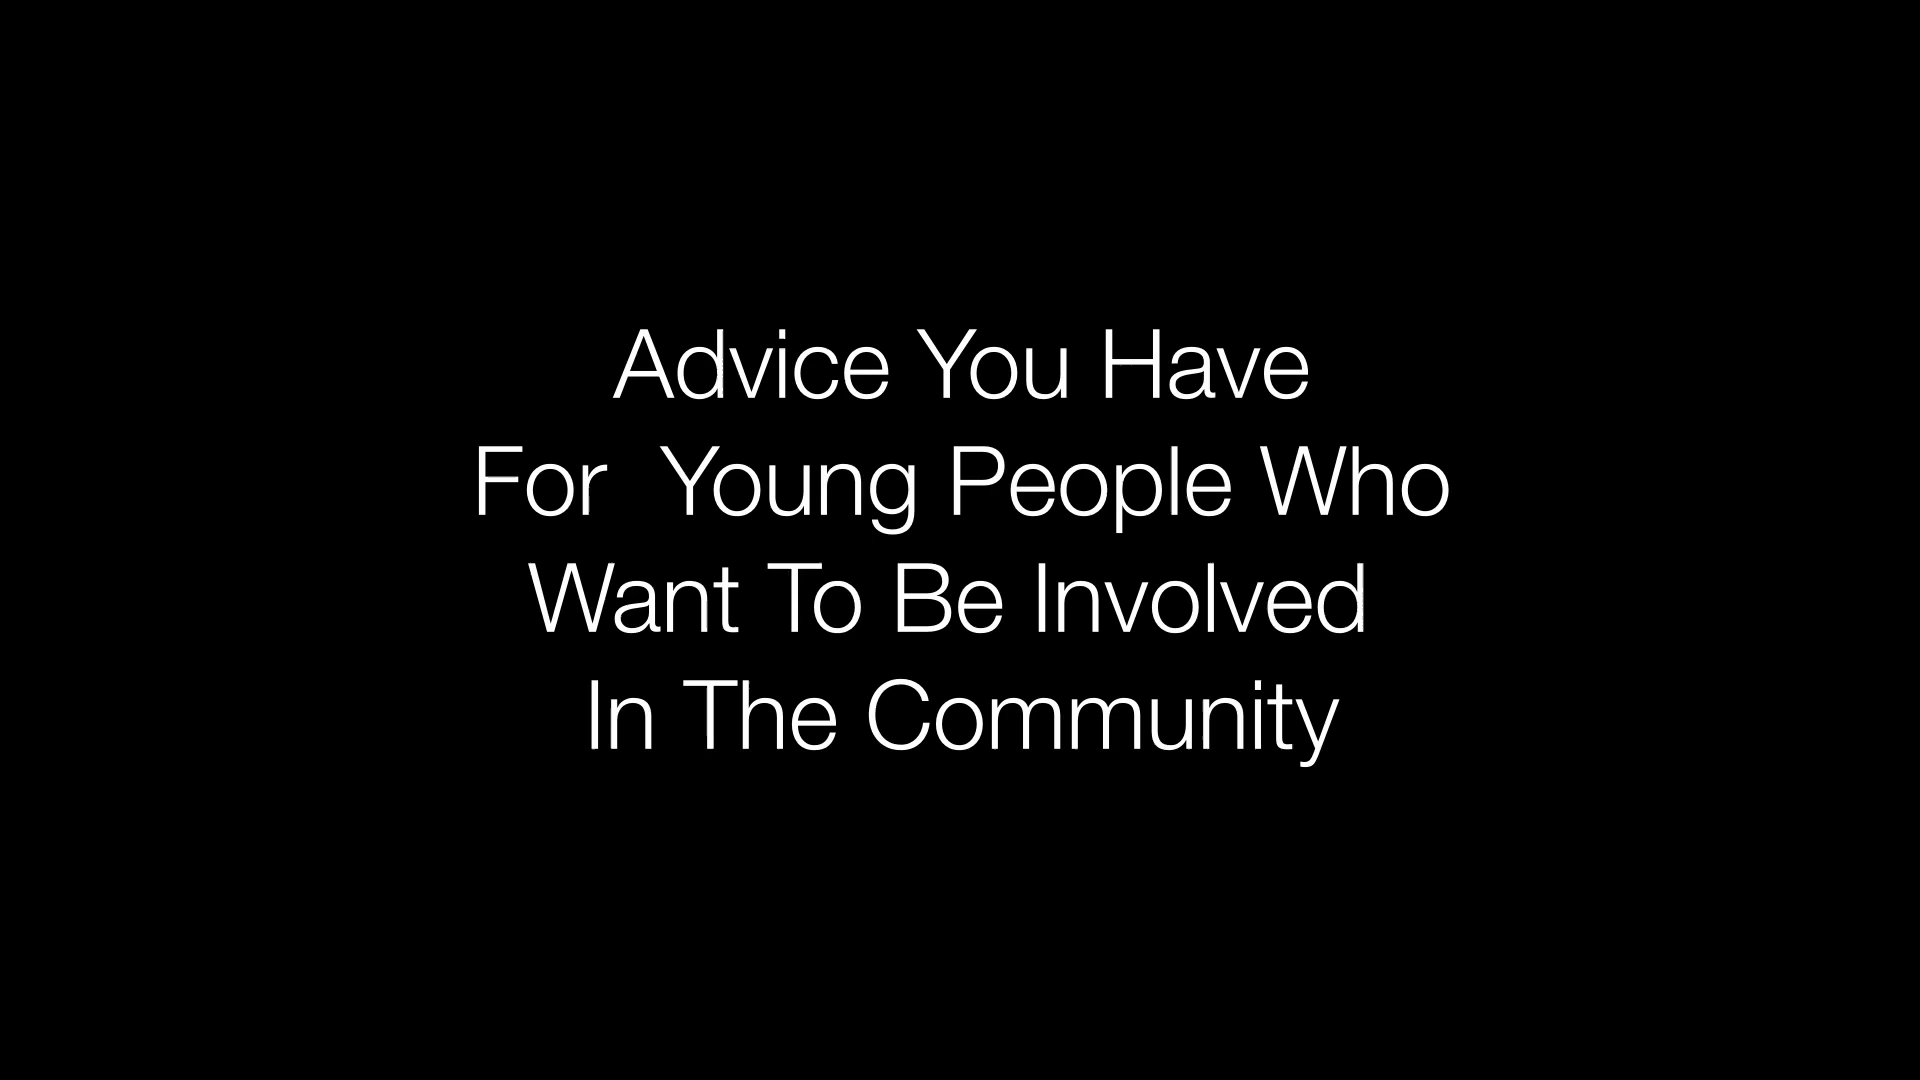 Advice You Have
For  Young People Who
Want To Be Involved
In The Community